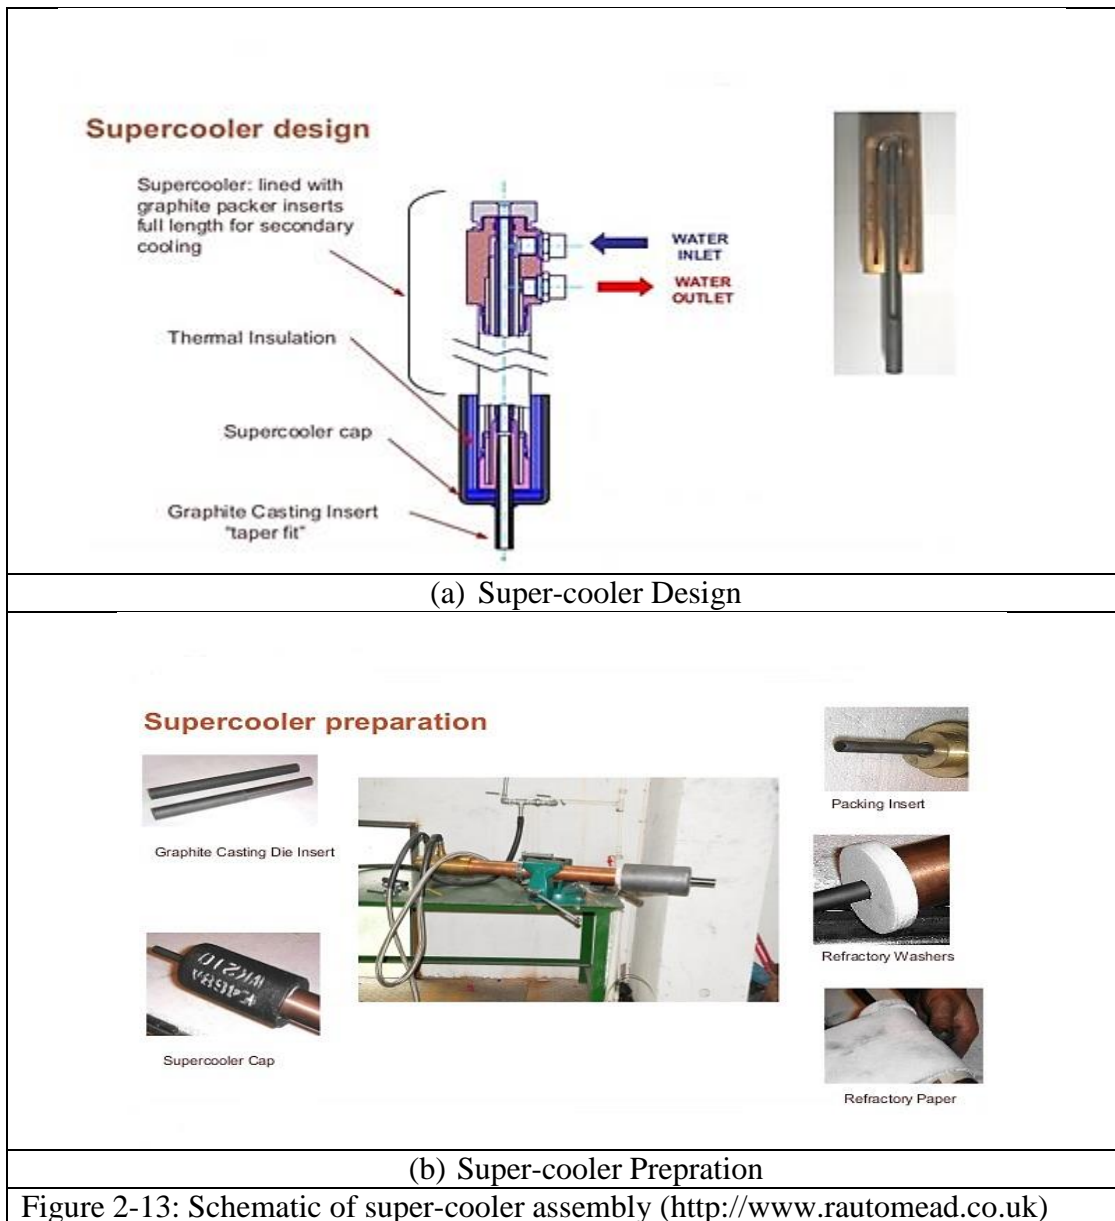 Supercooler design
Supercooler: lined with
graphite packer inserts
full length for secondary
cooling
WATER
INLET
WATER
OUTLET
Thermal Insulation
Supercooler cap
Graphite Casting Insert
"taper fit"
(a) Super-cooler Design
Supercooler preparation
Graphite Casting Die Insert
Packing Insert
Refractory Washers
Supercooler Cap
Refractory Paper
(b) Super-cooler Prepration
Figure 2-13: Schematic of super-cooler assembly (http://www.rautomead.co.uk)